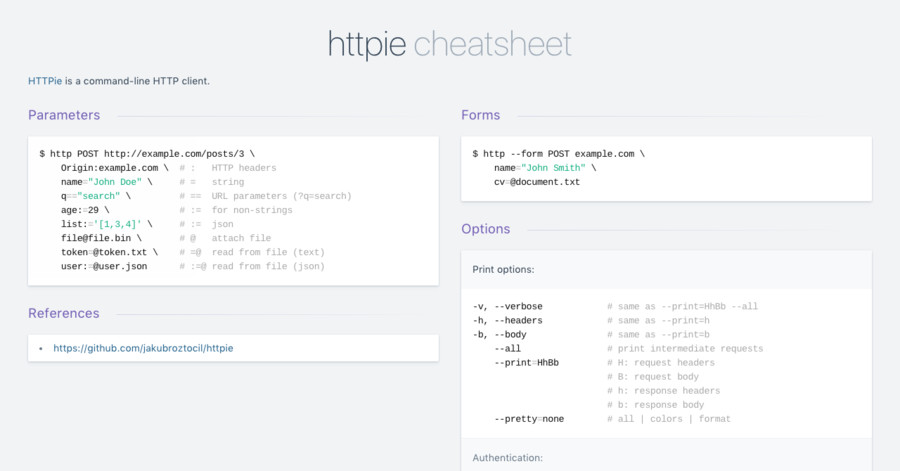 httpie cheatsheet
HTTPie is a command-line HTTP client.
Parameters
$ http POST http://example.com/posts/3 \
Origin:example.com \ # : HTTP headers
name="John Doe" \ # = string
q=="search" \ # == URL parameters (?q=search)
age:=29 \ # := for non-strings
list:='[1,3,4]' \ # := json
file@file.bin \ # @ attach file
token=@token.txt \ # =@ read from file (text)
user:=@user.json # :=@ read from file (json)
References
• https://github.com/jakubroztocil/httpie
Forms
$ http --form POST example.com \
name="John Smith" \
cv=@document.txt
Options
Print options:
-v, --verbose # same as --print=HhBb --all
-h, --headers # same as --print=h
-b, --body # same as --print=b
--all # print intermediate requests
--print=HhBb # H: request headers
# B: request body
# h: response headers
# b: response body
--pretty=none # all | colors | format
Authentication: